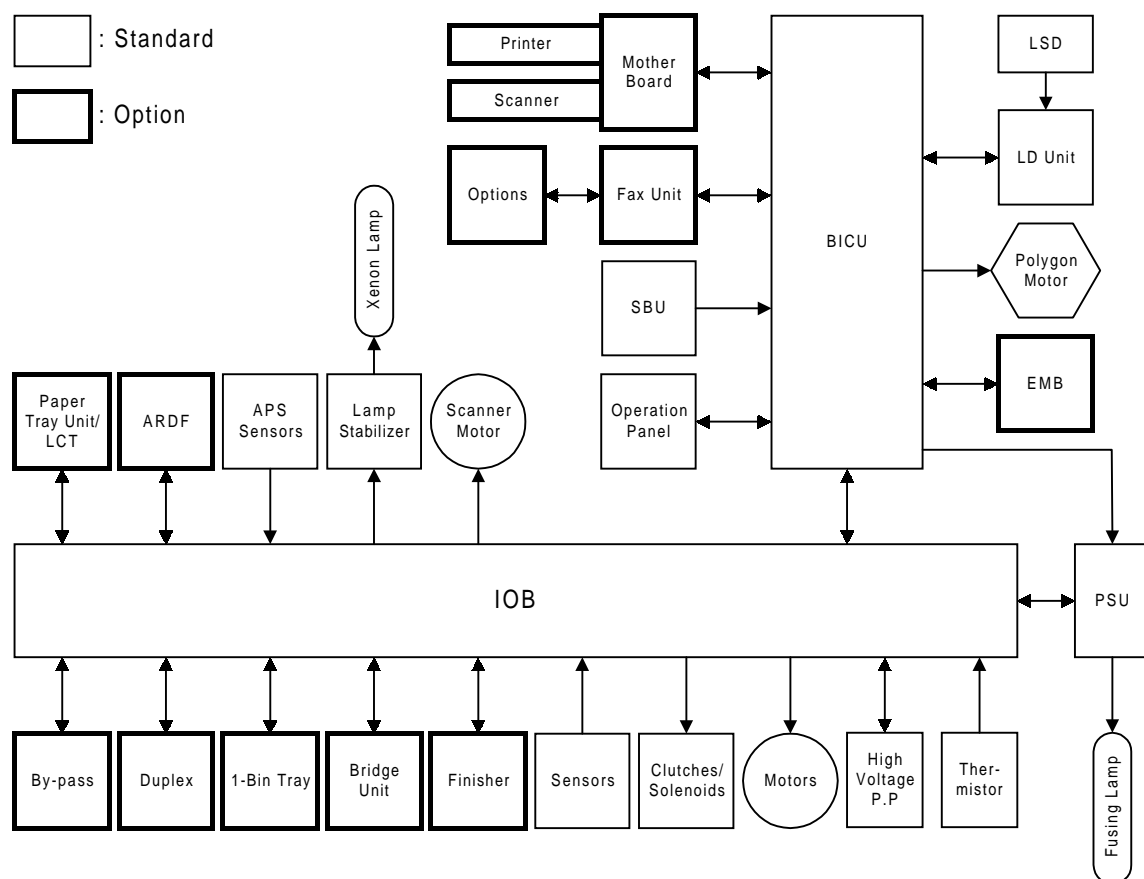 : Standard
: Option
Printer
Scanner
Mother
Board
LSD
LD Unit
Options
Fax Unit
BICU
Xenon Lamp
Polygon
Motor
SBU
EMB
Paper
Tray Unit/
LCT
ARDF
APS
Sensors
Lamp
Stabilizer
Scanner
Motor
Operation
Panel
IOB
PSU
By-pass
Duplex
1-Bin Tray
Bridge
Unit
Finisher
Sensors
Clutches/
Solenoids
Motors
High
Voltage
P.P
Ther-
mistor
Fusing Lamp